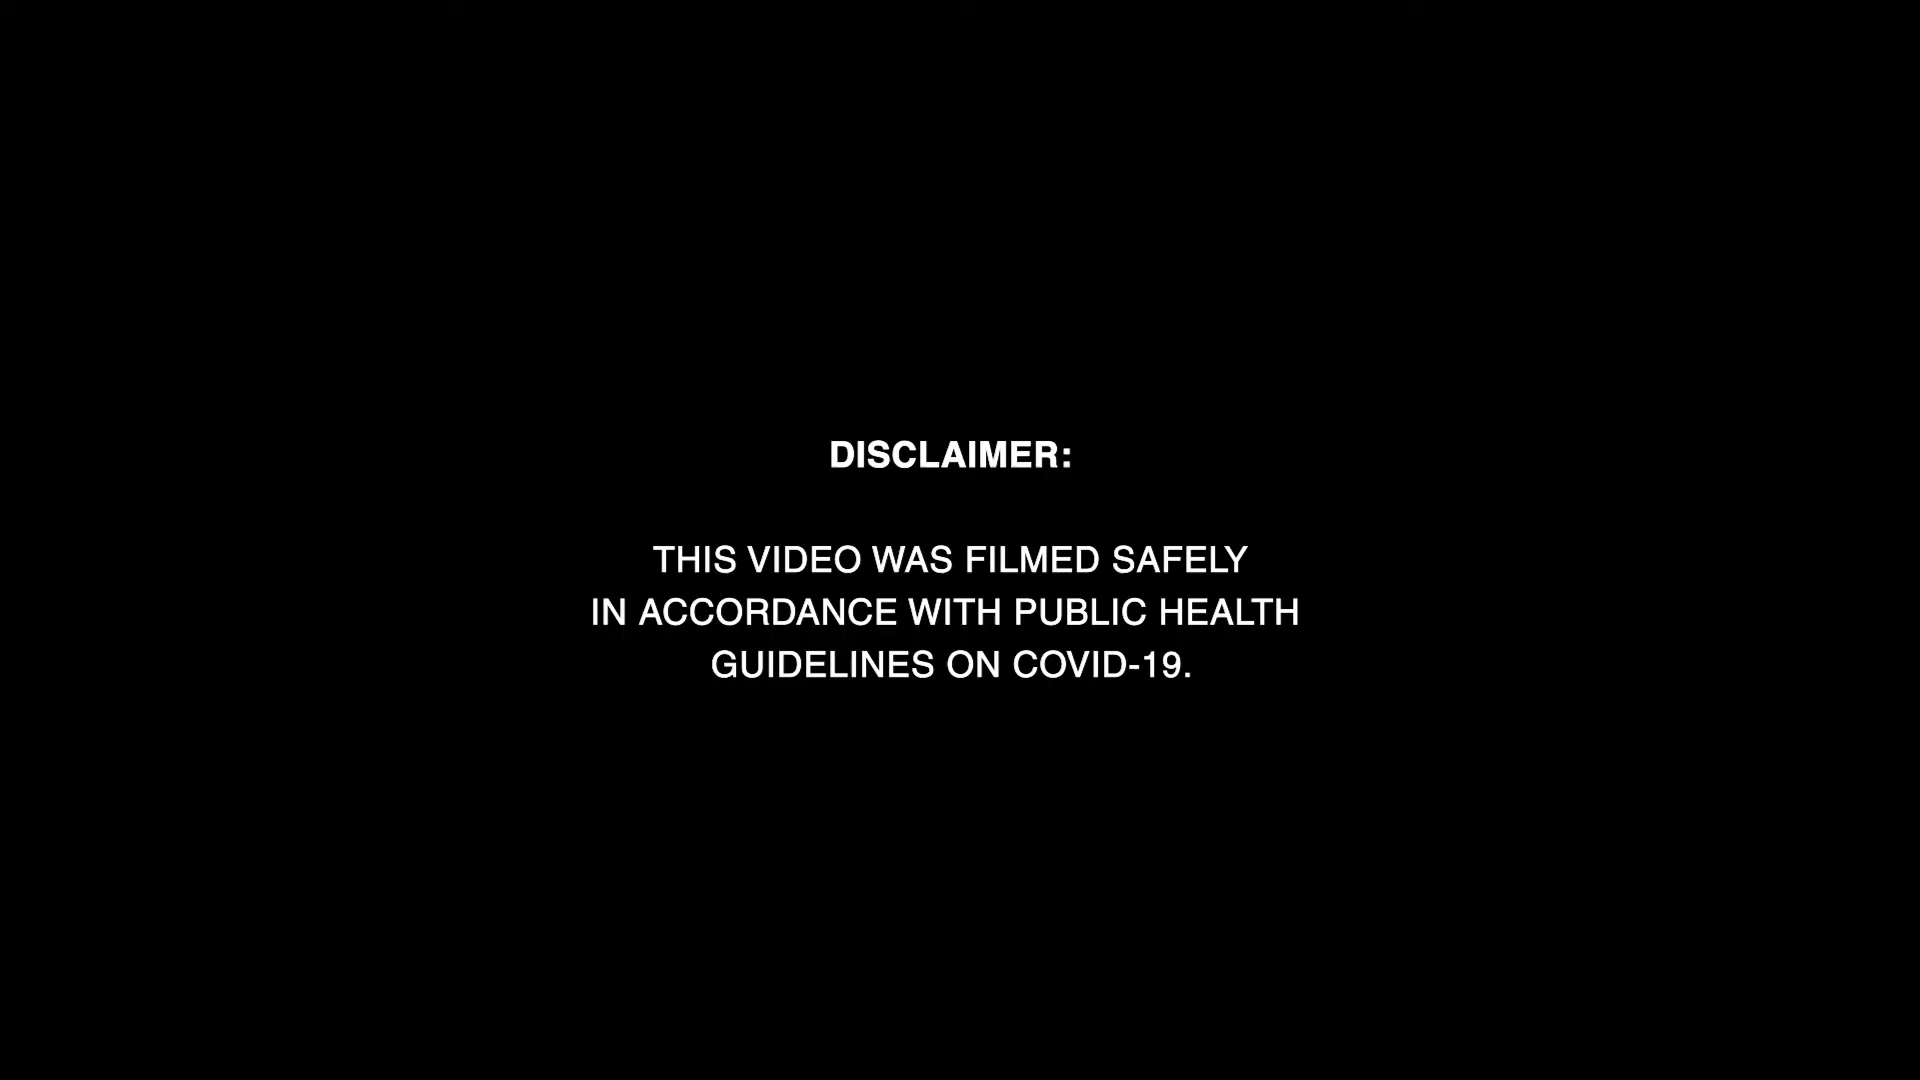 DISCLAIMER:
THIS VIDEO WAS FILMED SAFELY
IN ACCORDANCE WITH PUBLIC HEALTH
GUIDELINES ON COVID-19.